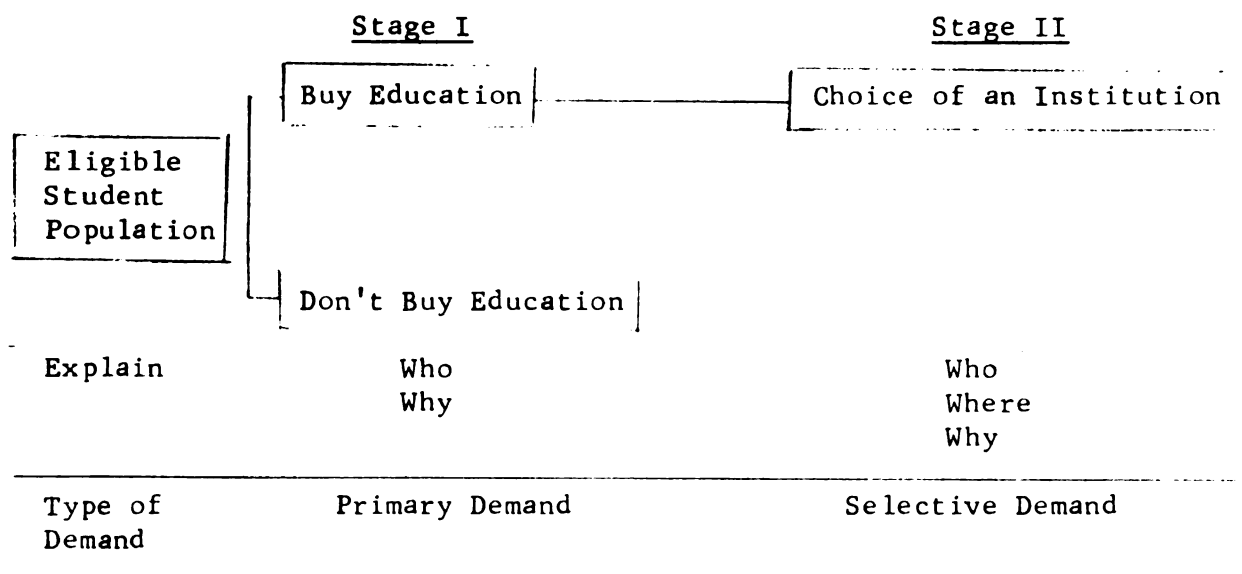 Stage I Stage II
Buy Education Choice of an Institution
Eligible
Student
Population
Don't Buy Education
Explain Who Who
Why Where
Why
Type of Primary Demand Selective Demand
Demand